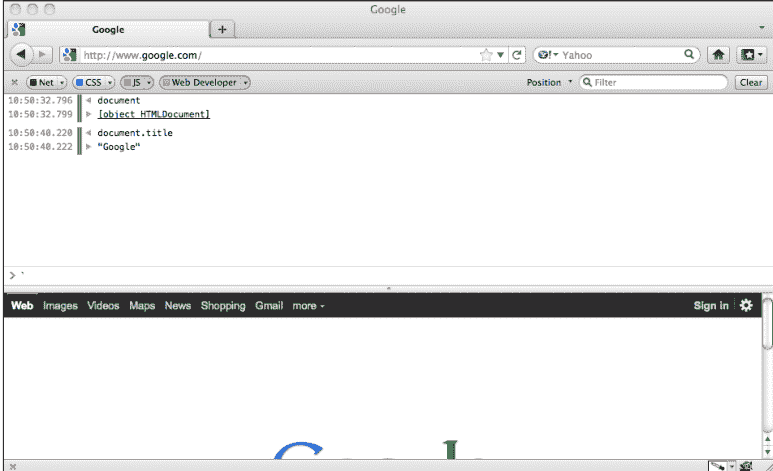 Google
Google
http://www.google.com/ Yahoo
Net CSS JS Web Developer Position Filter Clear
10:50:32.796 document
10:50:32.799 [object HTMLDocument]
10:50:40.220 document.title
10:50:40.222 "Google"
> `
Web Images Videos Maps News Shopping Gmail more Sign in